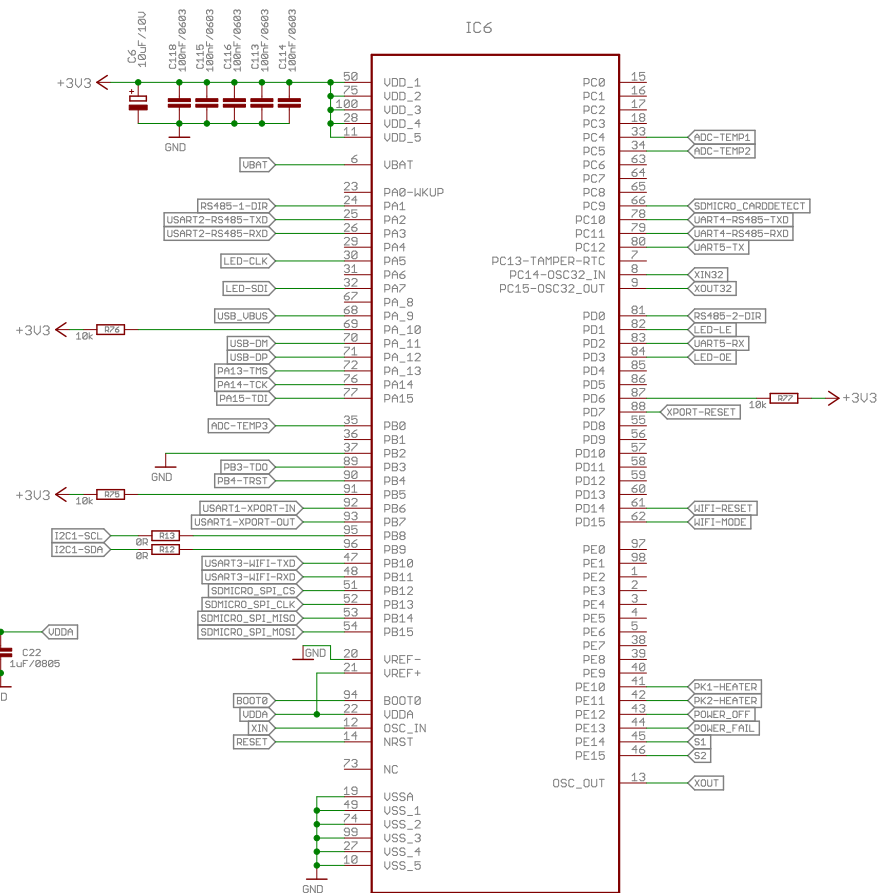 IC6
C6
10uF/10V
C118
100nF/0603
C115
100nF/0603
C116
100nF/0603
C113
100nF/0603
C114
100nF/0603
+3V3
+
GND
50 VDD_1 PC0 15
75 VDD_2 PC1 16
100 VDD_3 PC2 17
28 VDD_4 PC3 18
11 VDD_5 PC4 33 ADC-TEMP1
PC5 34 ADC-TEMP2
VBAT 6 VBAT PC6 63
PC7 64
23 PA0-WKUP PC8 65
RS485-1-DIR 24 PA1 PC9 66 SDMICRO_CARDDETECT
USART2-RS485-TXD 25 PA2 PC10 78 UART4-RS485-TXD
USART2-RS485-RXD 26 PA3 PC11 79 UART4-RS485-RXD
29 PA4 PC12 80 UART5-TX
LED-CLK 30 PA5 PC13-TAMPER-RTC 7
31 PA6 PC14-OSC32_IN 8 XIN32
LED-SDI 32 PA7 PC15-OSC32_OUT 9 XOUT32
67 PA_8
USB_VBUS 68 PA_9 PD0 81 RS485-2-DIR
+3V3 10k R76 69 PA_10 PD1 82 LED-LE
USB-DM 70 PA_11 PD2 83 UART5-RX
USB-DP 71 PA_12 PD3 84 LED-OE
PA13-TMS 72 PA_13 PD4 85
PA14-TCK 76 PA14 PD5 86
PA15-TDI 77 PA15 PD6 87 10k R77 +3V3
PD7 88 XPORT-RESET
ADC-TEMP3 35 PB0 PD8 55
36 PB1 PD9 56
GND 37 PB2 PD10 57
PB3-TDO 89 PB3 PD11 58
PB4-TRST 90 PB4 PD12 59
+3V3 10k R75 91 PB5 PD13 60
USART1-XPORT-IN 92 PB6 PD14 61 WIFI-RESET
USART1-XPORT-OUT 93 PB7 PD15 62 WIFI-MODE
I2C1-SCL 0R R13 95 PB8
I2C1-SDA 0R R12 96 PB9 PE0 97
USART3-WIFI-TXD 47 PB10 PE1 98
USART3-WIFI-RXD 48 PB11 PE2 1
SDMICRO_SPI_CS 51 PB12 PE3 2
SDMICRO_SPI_CLK 52 PB13 PE4 3
SDMICRO_SPI_MISO 53 PB14 PE5 4
SDMICRO_SPI_MOSI 54 PB15 PE6 5
VDDA
C22
1uF/0805
D
PE7 38
GND 20 VREF- PE8 39
21 VREF+ PE9 40
PE10 41 PK1-HEATER
BOOT0 94 BOOT0 PE11 42 PK2-HEATER
VDDA 22 VDDA PE12 43 POWER_OFF
XIN 12 OSC_IN PE13 44 POWER_FAIL
RESET 14 NRST PE14 45 S1
PE15 46 S2
73 NC
OSC_OUT 13 XOUT
19 VSSA
49 VSS_1
74 VSS_2
99 VSS_3
27 VSS_4
10 VSS_5
GND